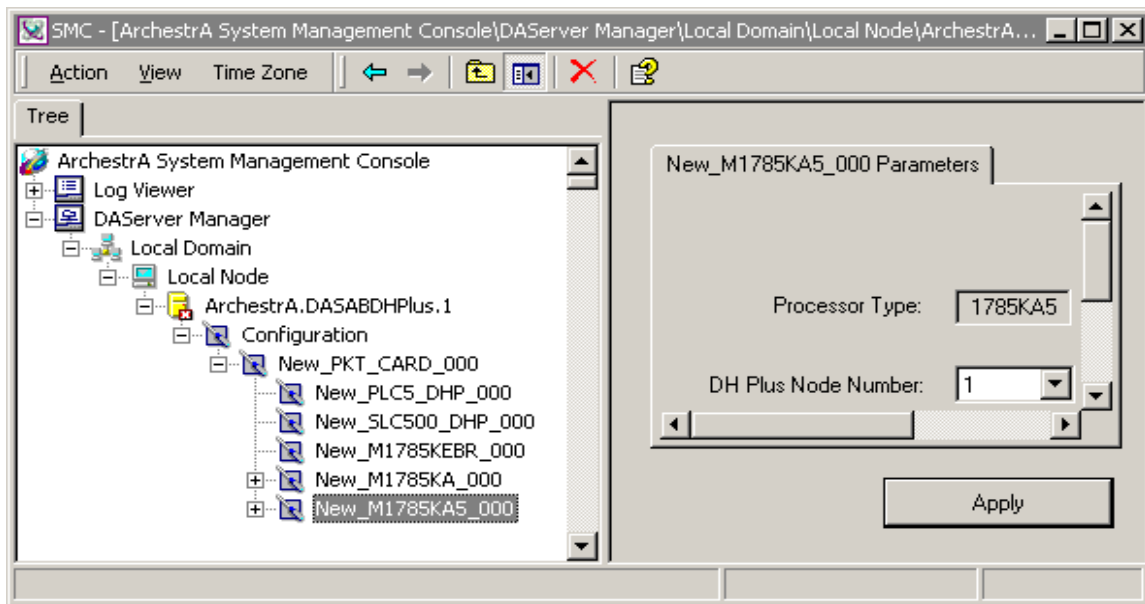 SMC - [ArchestrA System Management Console\DAServer Manager\Local Domain\Local Node\ArchestrA...
Action View Time Zone
Tree
ArchestrA System Management Console
Log Viewer
DAServer Manager
Local Domain
Local Node
ArchestrA.DASABDHPlus.1
Configuration
New_PKT_CARD_000
New_PLC5_DHP_000
New_SLC500_DHP_000
New_M1785KEBR_000
New_M1785KA_000
New_M1785KA5_000
New_M1785KA5_000 Parameters
Processor Type: 1785KA5
DH Plus Node Number: 1
Apply